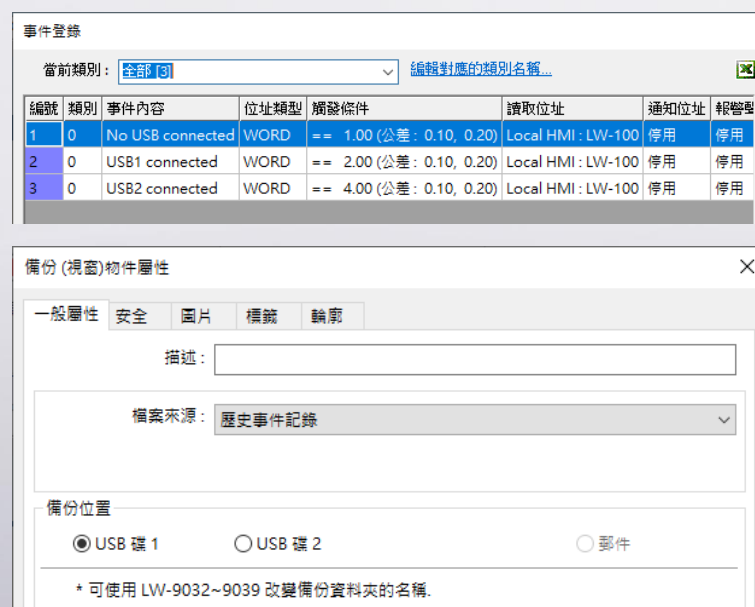 事件登錄
當前類別： 全部 [3] 編輯對應的類別名稱...
編號 類別 事件內容 位址類型 觸發條件 讀取位址 通知位址 報警
1 0 No USB connected WORD == 1.00 (公差: 0.10, 0.20) Local HMI : LW-100 停用 停用
2 0 USB1 connected WORD == 2.00 (公差: 0.10, 0.20) Local HMI : LW-100 停用 停用
3 0 USB2 connected WORD == 4.00 (公差: 0.10, 0.20) Local HMI : LW-100 停用 停用
備份 (視窗)物件屬性
一般屬性 安全 圖片 標籤 輪廓
描述：
檔案來源： 歷史事件記錄
備份位置
USB 碟 1 USB 碟 2 郵件
* 可使用 LW-9032~9039 改變備份資料夾的名稱.